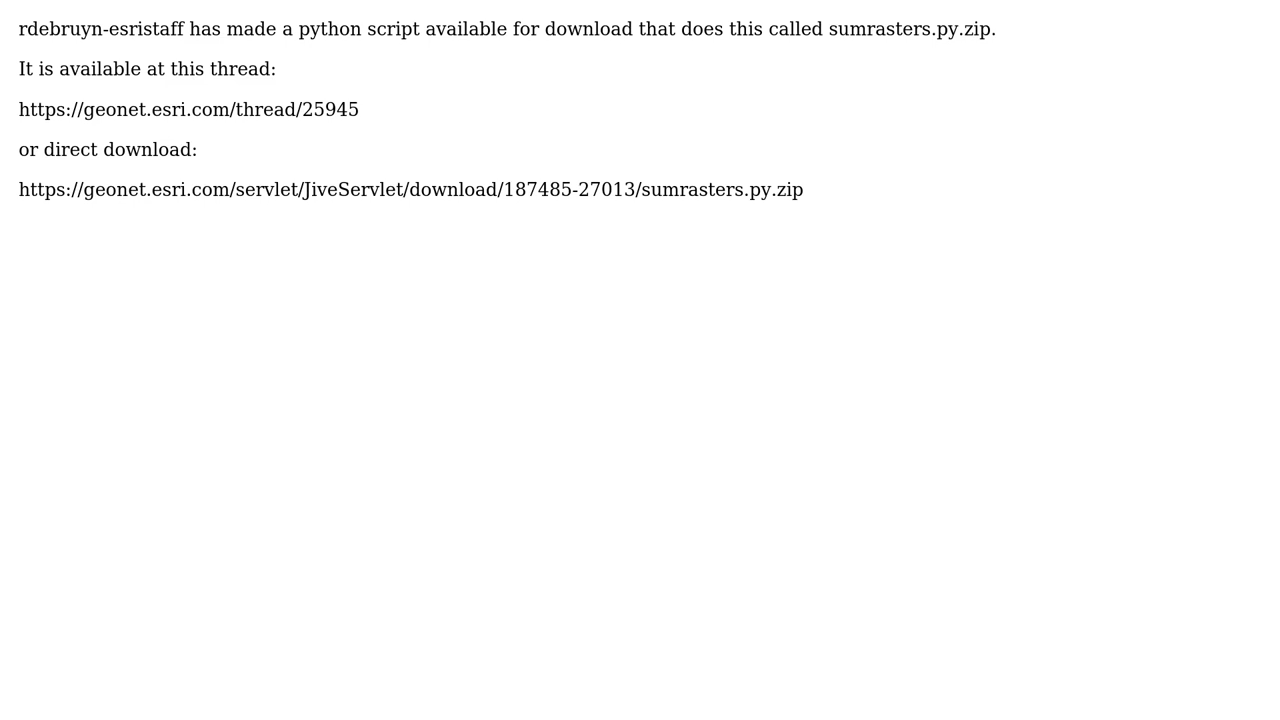 rdebruyn-esristaff has made a python script available for download that does this called sumrasters.py.zip.
It is available at this thread:
https://geonet.esri.com/thread/25945
or direct download:
https://geonet.esri.com/servlet/JiveServlet/download/187485-27013/sumrasters.py.zip